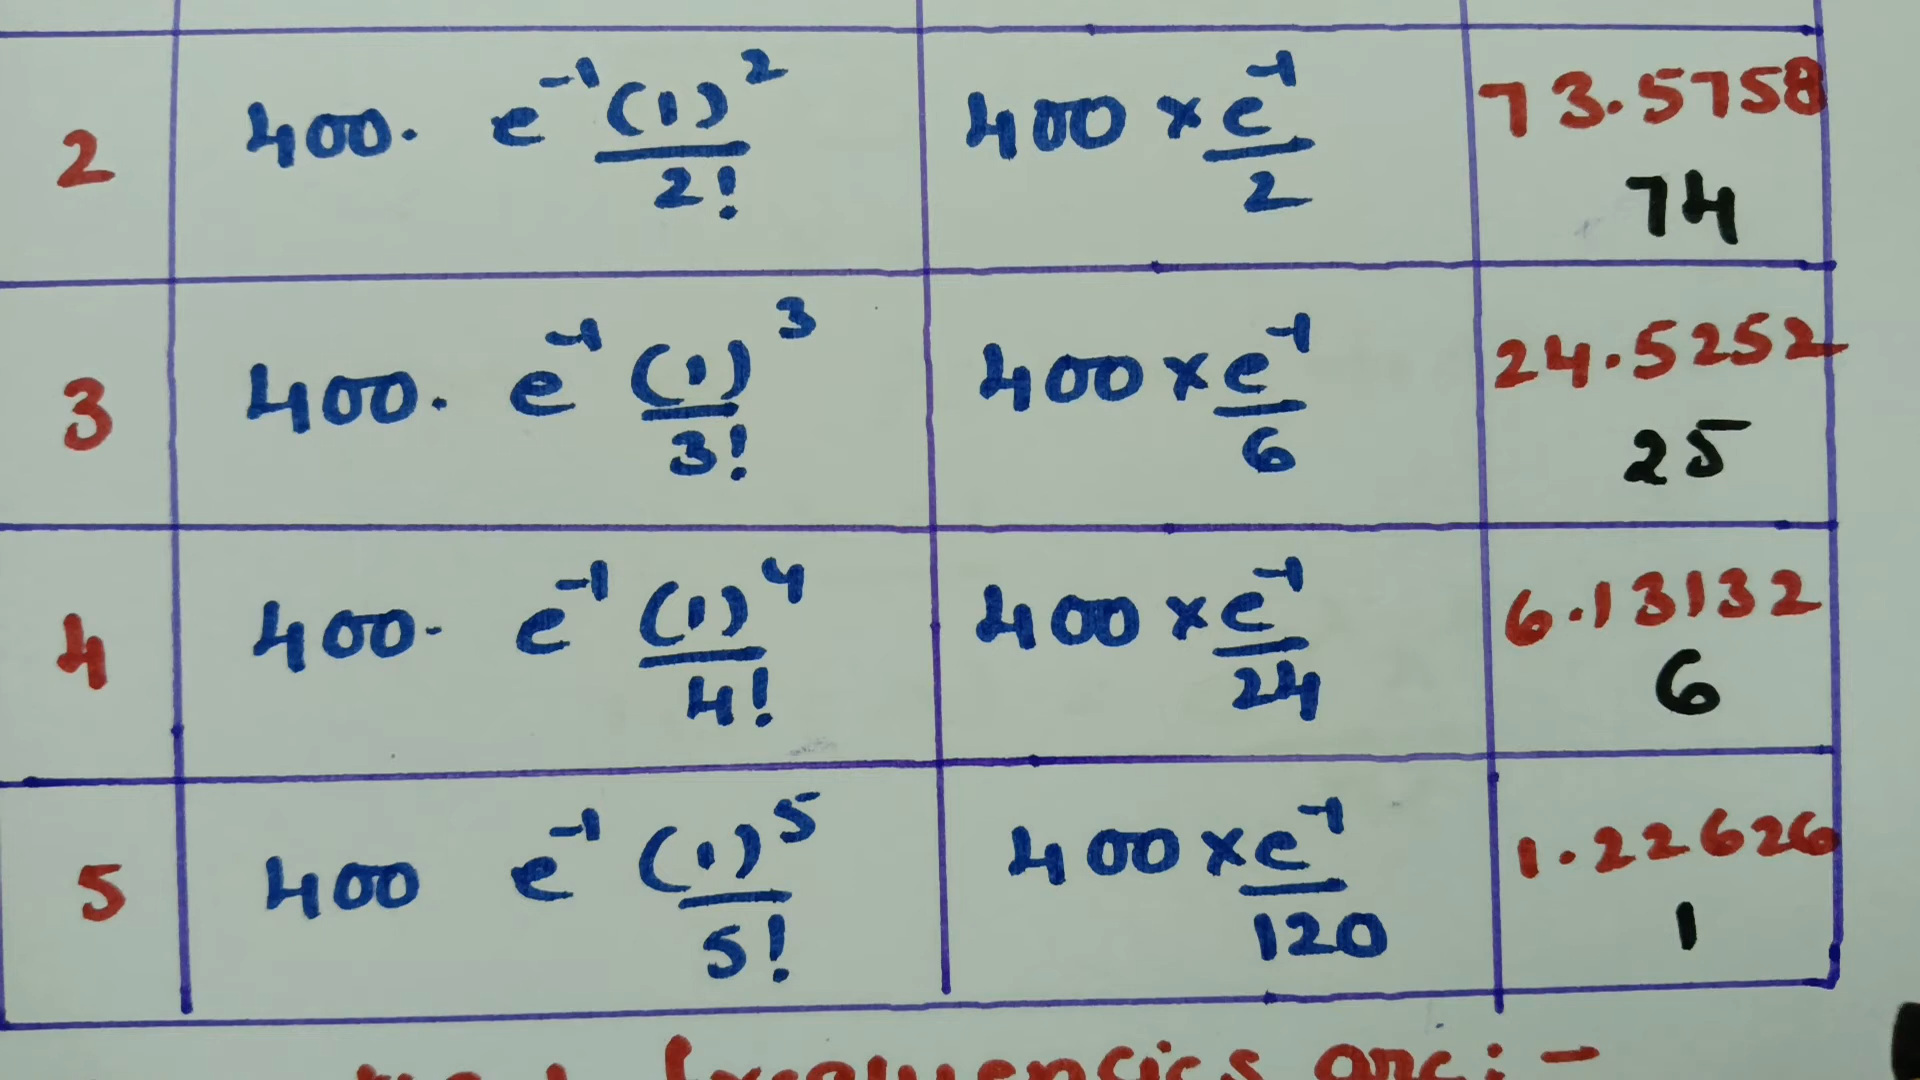 2 400. e⁻¹(1)²/2! 400 × e⁻¹/2 73.5758
74
3 400. e⁻¹(1)³/3! 400 × e⁻¹/6 24.5252
25
4 400. e⁻¹(1)⁴/4! 400 × e⁻¹/24 6.13132
6
5 400 e⁻¹(1)⁵/5! 400 × e⁻¹/120 1.22626
1
frequencies are:-